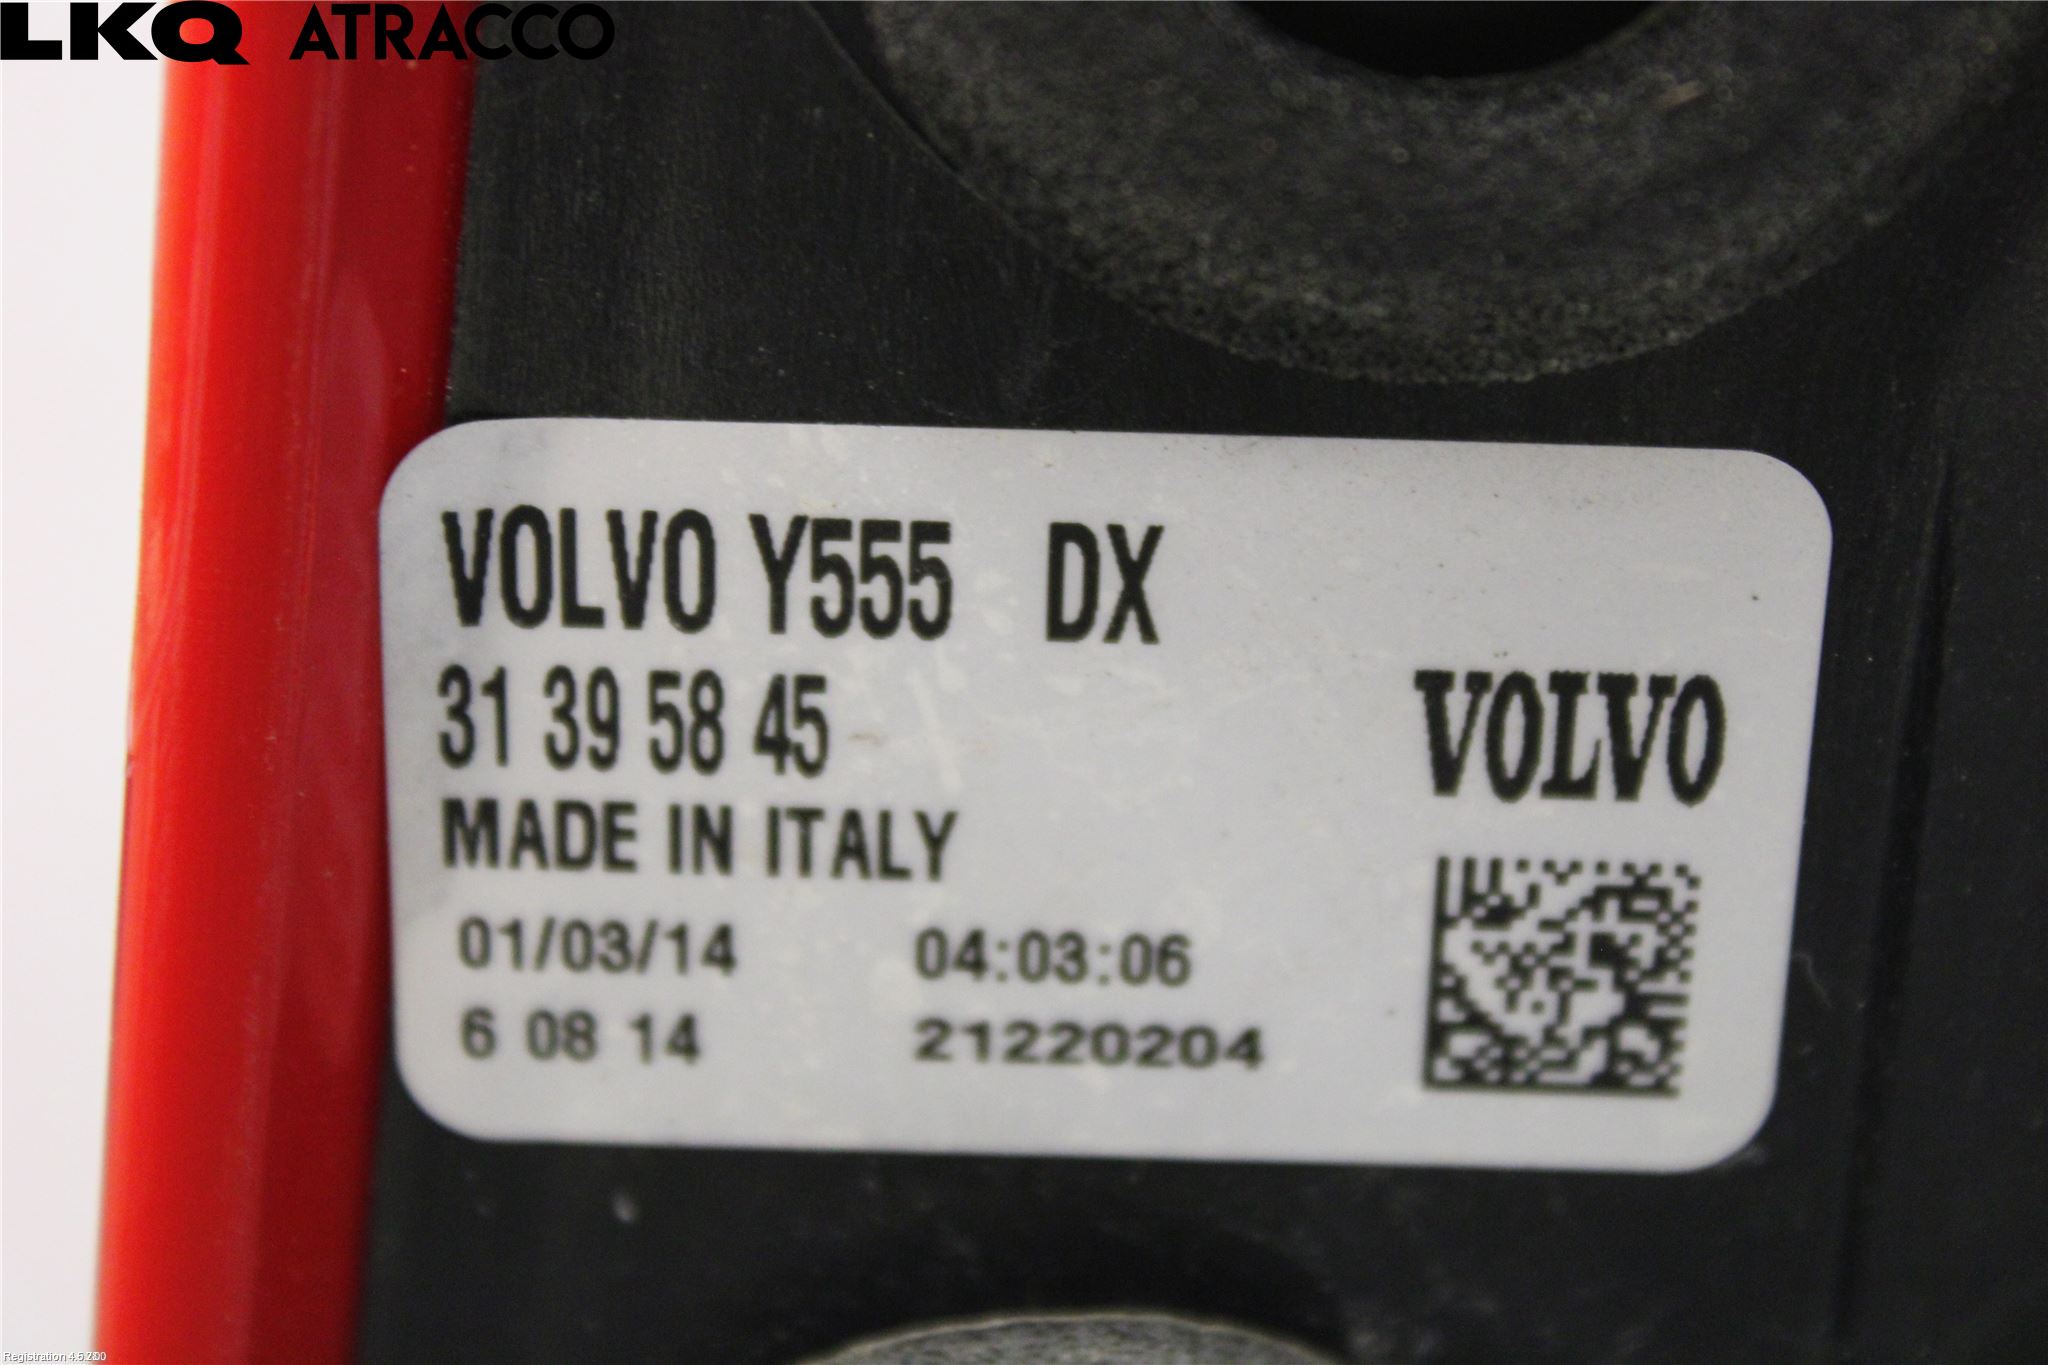 LKQ ATRACCO
VOLVO Y555 DX
31 39 58 45
VOLVO
MADE IN ITALY
01/03/14 04:03:06
6 08 14 21220204
Registration